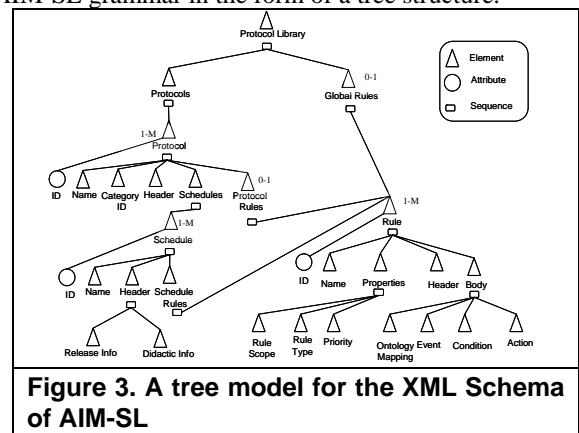 AIM-SL grammar in the form of a tree structure.
Protocol Library
Element
Attribute
Sequence
0-1
Protocols
Global Rules
1-M
Protocol
0-1
ID
Name
Category
ID
Header
Schedules
Protocol
Rules
1-M
1-M
Schedule
Rule
ID
Name
Header
Schedule
Rules
ID
Name
Properties
Header
Body
Release Info
Didactic Info
Rule
Scope
Rule
Type
Priority
Ontology
Mapping
Event
Condition
Action
Figure 3. A tree model for the XML Schema
of AIM-SL